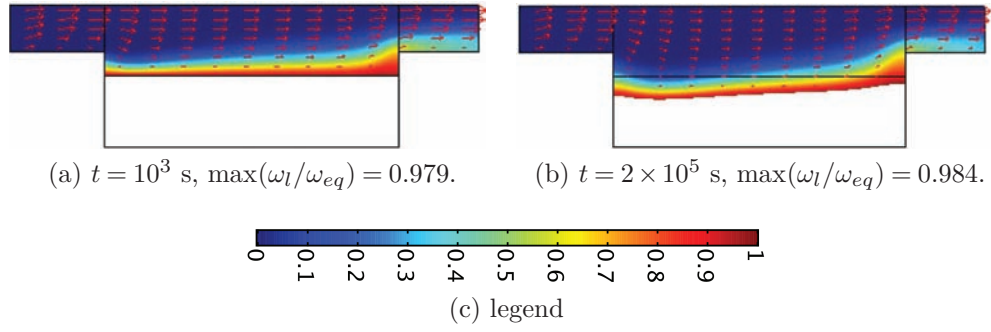 (a) t = 10³ s, max(ω_l/ω_eq) = 0.979.
(b) t = 2 × 10⁵ s, max(ω_l/ω_eq) = 0.984.
0 0.1 0.2 0.3 0.4 0.5 0.6 0.7 0.8 0.9 1
(c) legend